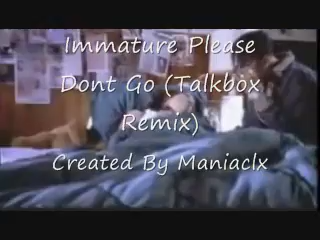 Immature Please
Dont Go (Talkbox
Remix)
Created By Maniaclx